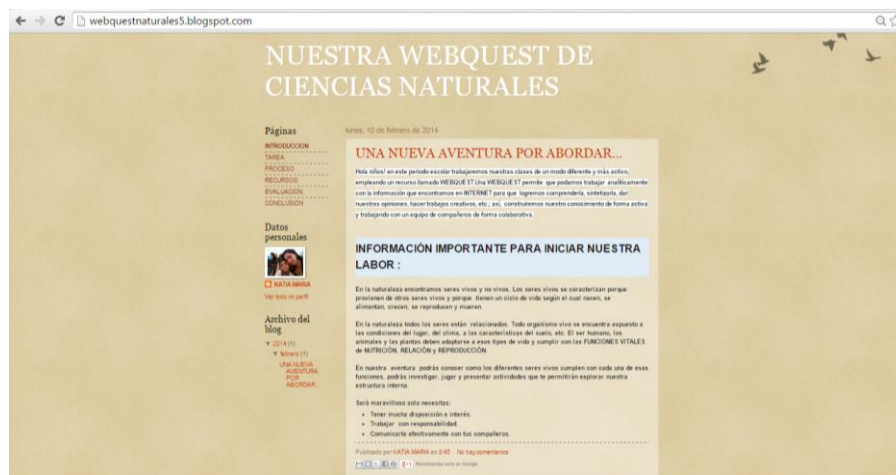 webquestnaturales5.blogspot.com
NUESTRA WEBQUEST DE
CIENCIAS NATURALES
Páginas
INTRODUCCION
TAREA
PROCESO
RECURSOS
EVALUACION
CONCLUSION
Datos
personales
KATIA MARIA
Ver todo mi perfil
Archivo del
blog
▼ 2014 (1)
▼ febrero (1)
UNA NUEVA
AVENTURA
POR
ABORDAR...
lunes, 10 de febrero de 2014
UNA NUEVA AVENTURA POR ABORDAR...
Hola niños! en este periodo escolar trabajaremos nuestras clases de un modo diferente y más activo,
empleando un recurso llamado WEBQUEST Una WEBQUEST permite que podamos trabajar analíticamente
con la información que encontramos en INTERNET para que logremos comprenderla, sintetizarla, dar
nuestras opiniones, hacer trabajos creativos, etc.; así, construiremos nuestro conocimiento de forma activa
y trabajando con un equipo de compañeros de forma colaborativa.
INFORMACIÓN IMPORTANTE PARA INICIAR NUESTRA
LABOR :
En la naturaleza encontramos seres vivos y no vivos. Los seres vivos se caracterizan porque
provienen de otros seres vivos y porque tienen un ciclo de vida según el cual nacen, se
alimentan, crecen, se reproducen y mueren.
En la naturaleza todos los seres están relacionados. Todo organismo vivo se encuentra expuesto a
las condiciones del lugar, del clima, a las características del suelo, etc. El ser humano, los
animales y las plantas deben adaptarse a esos tipos de vida y cumplir con las FUNCIONES VITALES
de NUTRICIÓN, RELACIÓN y REPRODUCCIÓN
En nuestra aventura podrás conocer como los diferentes seres vivos cumplen con cada una de esas
funciones, podrás investigar, jugar y presentar actividades que te permitirán explorar nuestra
estructura interna.
Será maravilloso solo necesitas:
• Tener mucha disposición e interés.
• Trabajar con responsabilidad.
• Comunicarte efectivamente con tus compañeros.
Publicado por KATIA MARIA en 8:45 No hay comentarios:
Recomendar esto en Google